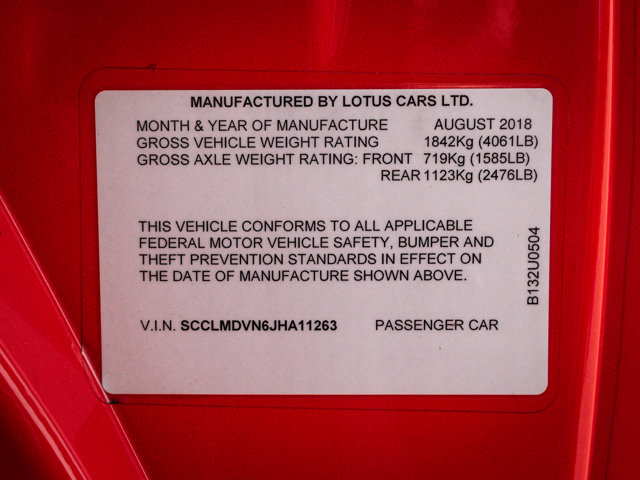 MANUFACTURED BY LOTUS CARS LTD.
MONTH & YEAR OF MANUFACTURE AUGUST 2018
GROSS VEHICLE WEIGHT RATING 1842Kg (4061LB)
GROSS AXLE WEIGHT RATING: FRONT 719Kg (1585LB)
REAR 1123Kg (2476LB)
THIS VEHICLE CONFORMS TO ALL APPLICABLE
FEDERAL MOTOR VEHICLE SAFETY, BUMPER AND
THEFT PREVENTION STANDARDS IN EFFECT ON
THE DATE OF MANUFACTURE SHOWN ABOVE.
V.I.N. SCCLMDVN6JHA11263 PASSENGER CAR
B132U0504